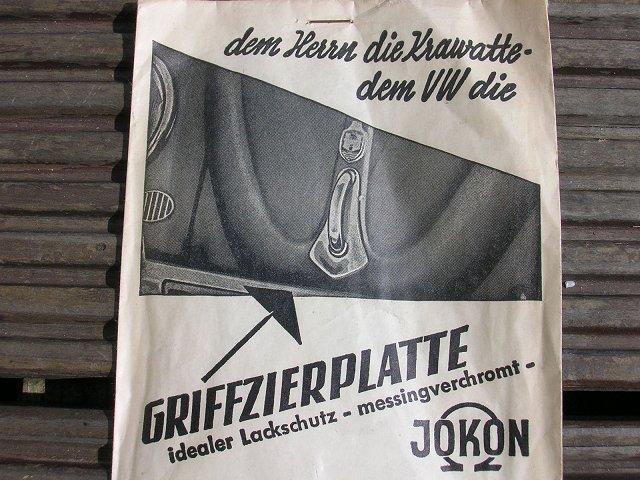 dem Herrn die Krawatte-
dem VW die
GRIFFZIERPLATTE
idealer Lackschutz - messingverchromt -
JOKON